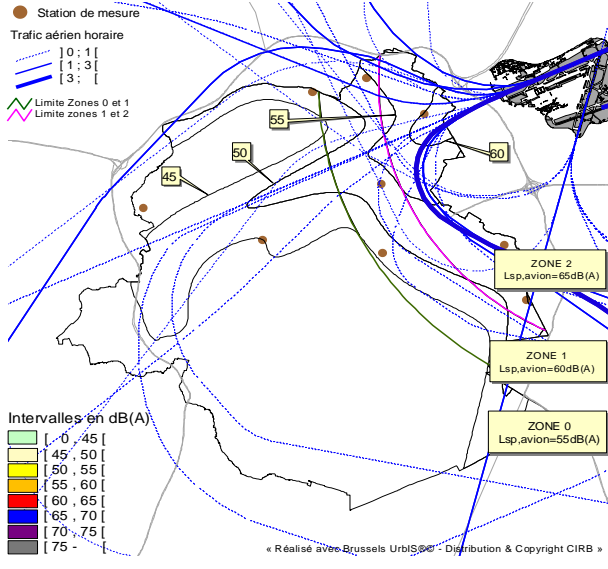 Station de mesure
Trafic aérien horaire
] 0 ; 1 [
[ 1 ; 3 [
[ 3 ; [
Limite Zones 0 et 1
Limite zones 1 et 2
55
50
45
60
ZONE 2
Lsp,avion=65dB(A)
ZONE 1
Lsp,avion=60dB(A)
ZONE 0
Lsp,avion=55dB(A)
Intervalles en dB(A)
[ 0 , 45 [
[ 45 , 50 [
[ 50 , 55 [
[ 55 , 60 [
[ 60 , 65 [
[ 65 , 70 [
[ 70 , 75 [
[ 75 - [
« Réalisé avec Brussels UrbIS®© - Distribution & Copyright CIRB »